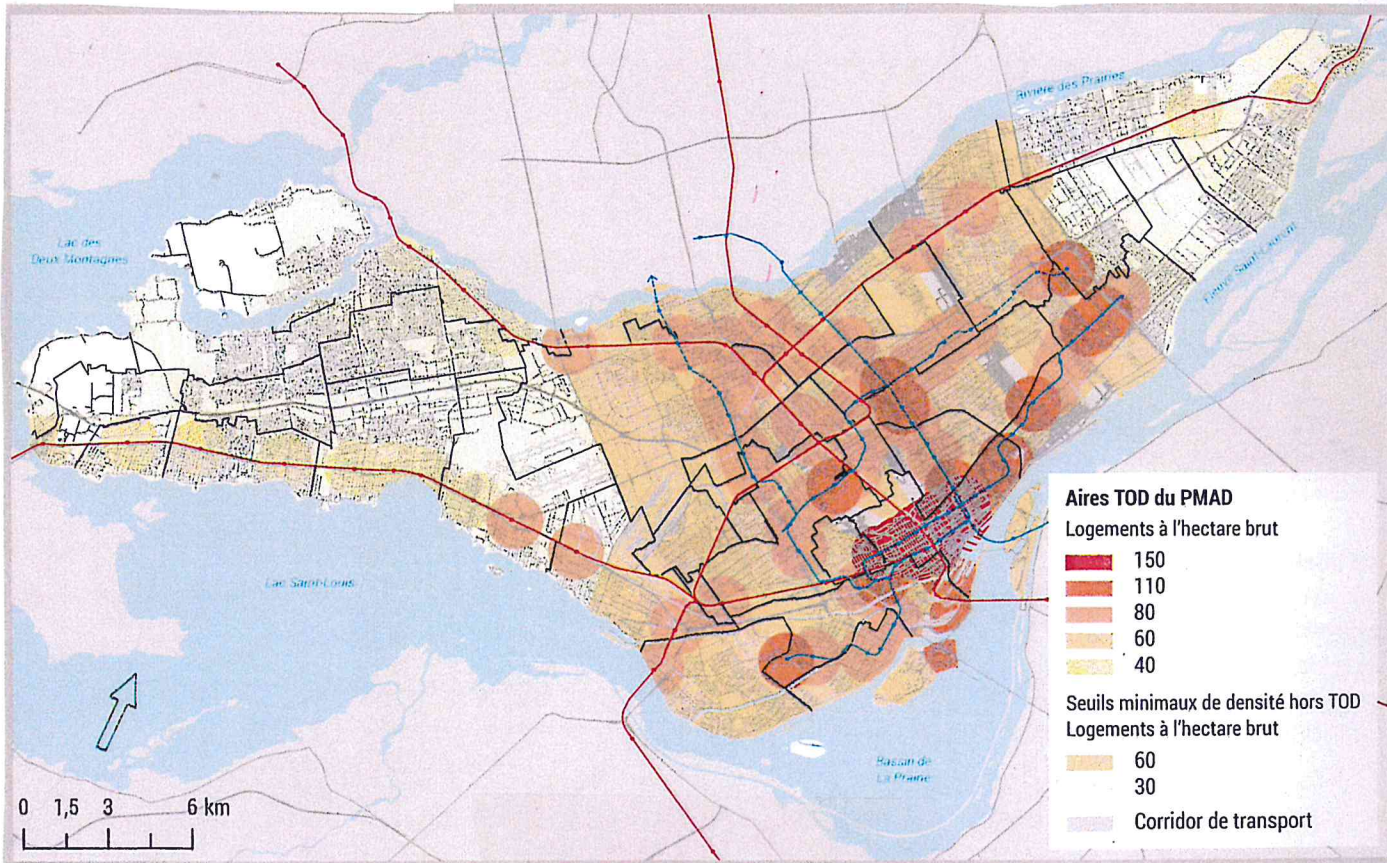 Rivière des Prairies
Lac des
Deux Montagnes
Fleuve Saint-Laurent
Lac Saint-Louis
Bassin de
La Prairie
0 1,5 3 6 km
Aires TOD du PMAD
Logements à l'hectare brut
150
110
80
60
40
Seuils minimaux de densité hors TOD
Logements à l'hectare brut
60
30
Corridor de transport